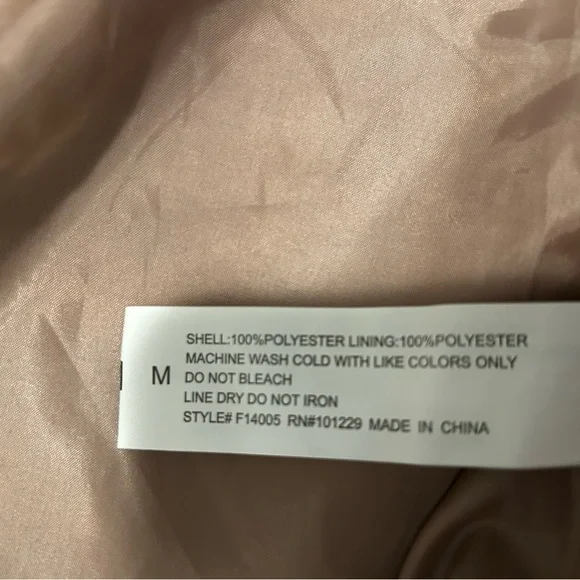 SHELL:100%POLYESTER LINING:100%POLYESTER
MACHINE WASH COLD WITH LIKE COLORS ONLY
M DO NOT BLEACH
LINE DRY DO NOT IRON
STYLE# F14005 RN#101229 MADE IN CHINA